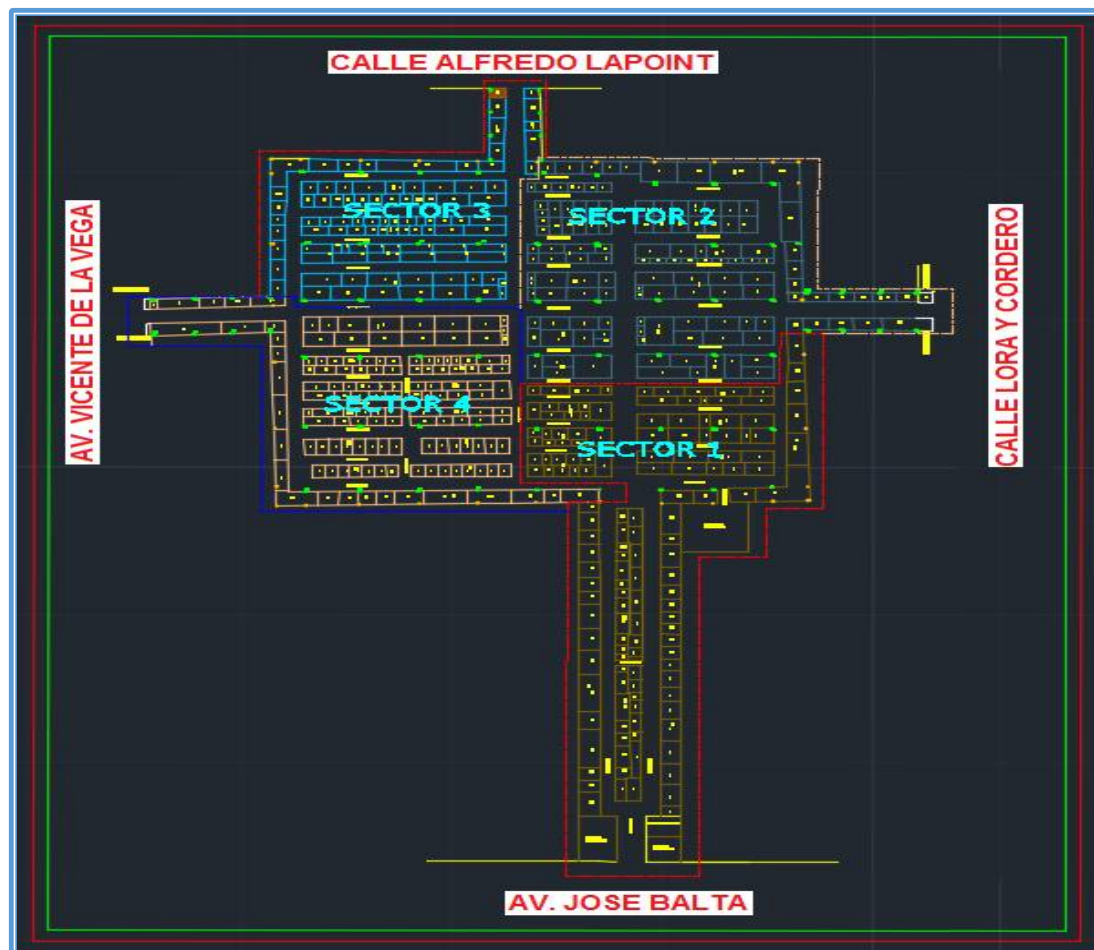 CALLE ALFREDO LAPOINT
SECTOR 3
SECTOR 2
AV. VICENTE DE LA VEGA
CALLE LORA Y CORDERO
SECTOR 4
SECTOR 1
AV. JOSE BALTA